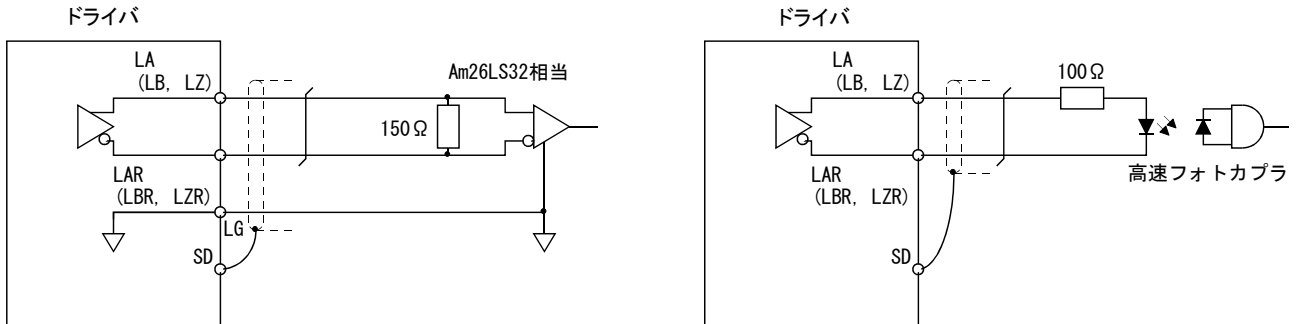 ドライバ
LA
(LB, LZ)
Am26LS32相当
150Ω
LAR
(LBR, LZR)
LG
SD
ドライバ
LA
(LB, LZ)
100Ω
LAR
(LBR, LZR)
高速フォトカプラ
SD